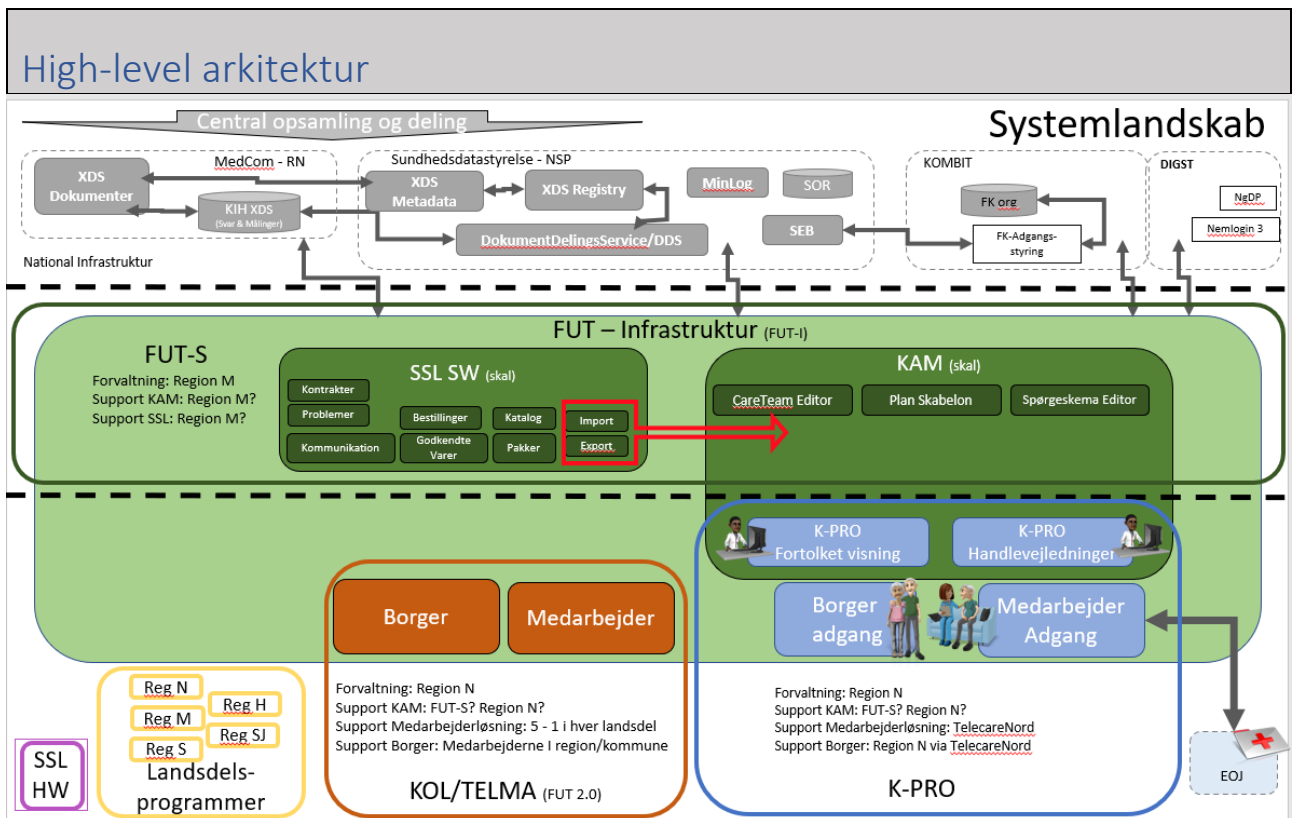 High-level arkitektur
Central opsamling og deling
Systemlandskab
MedCom - RN
Sundhedsdatastyrelse - NSP
KOMBIT
DIGST
XDS
Dokumenter
KIH XDS
(Svar & Målinger)
XDS
Metadata
XDS Registry
MinLog
SOR
DokumentDelingsService/DDS
SEB
FK org
FK-Adgangs-
styring
NgDP
Nemlogin 3
National Infrastruktur
FUT – Infrastruktur (FUT-I)
FUT-S
Forvaltning: Region M
Support KAM: Region M?
Support SSL: Region M?
SSL SW (skal)
Kontrakter
Problemer
Kommunikation
Bestillinger
Godkendte
Varer
Katalog
Pakker
Import
Export
KAM (skal)
CareTeam Editor
Plan Skabelon
Spørgeskema Editor
K-PRO
Fortolket visning
K-PRO
Handlevejledninger
Borger
Medarbejder
Borger
adgang
Medarbejder
Adgang
Reg N
Reg H
Reg M
Reg SJ
Reg S
Landsdels-
programmer
SSL
HW
Forvaltning: Region N
Support KAM: FUT-S? Region N?
Support Medarbejderløsning: 5 - 1 i hver landsdel
Support Borger: Medarbejderne I region/kommune
KOL/TELMA (FUT 2.0)
Forvaltning: Region N
Support KAM: FUT-S? Region N?
Support Medarbejderløsning: TelecareNord
Support Borger: Region N via TelecareNord
K-PRO
EOJ